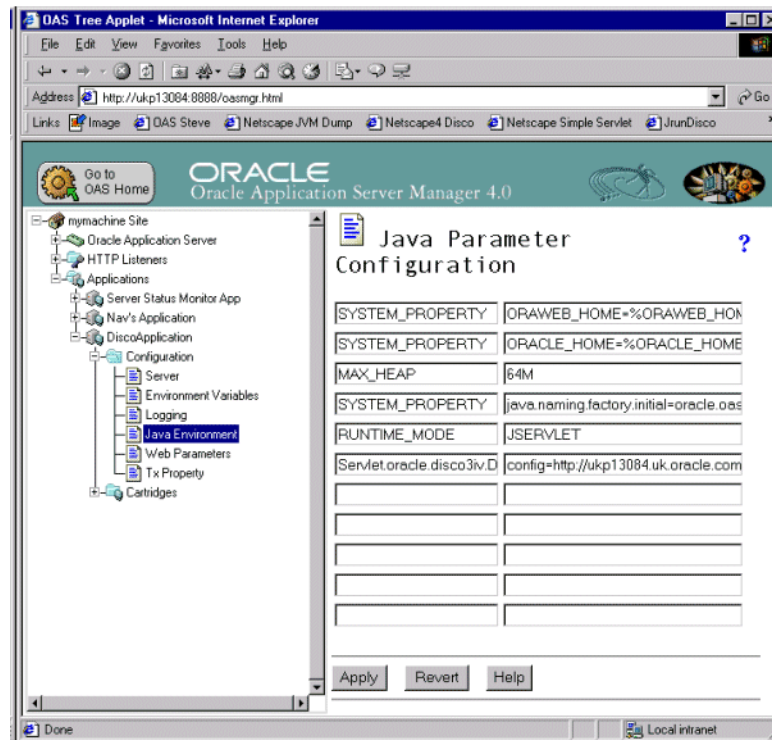 OAS Tree Applet - Microsoft Internet Explorer
File Edit View Favorites Tools Help
Address http://ukp13084:8888/oasmgr.html Go
Links Image OAS Steve Netscape JVM Dump Netscape4 Disco Netscape Simple Servlet JrunDisco
Go to
OAS Home
ORACLE
Oracle Application Server Manager 4.0
mymachine Site
Oracle Application Server
HTTP Listeners
Applications
Server Status Monitor App
Nav's Application
DiscoApplication
Configuration
Server
Environment Variables
Logging
Java Environment
Web Parameters
Tx Property
Cartridges
Java Parameter
Configuration
?
SYSTEM_PROPERTY ORAWEB_HOME=%ORAWEB_HOM
SYSTEM_PROPERTY ORACLE_HOME=%ORACLE_HOME
MAX_HEAP 64M
SYSTEM_PROPERTY java.naming.factory.initial=oracle.oas
RUNTIME_MODE JSERVLET
Servlet.oracle.disco3iv.D config=http://ukp13084.uk.oracle.com
Apply Revert Help
Done Local intranet